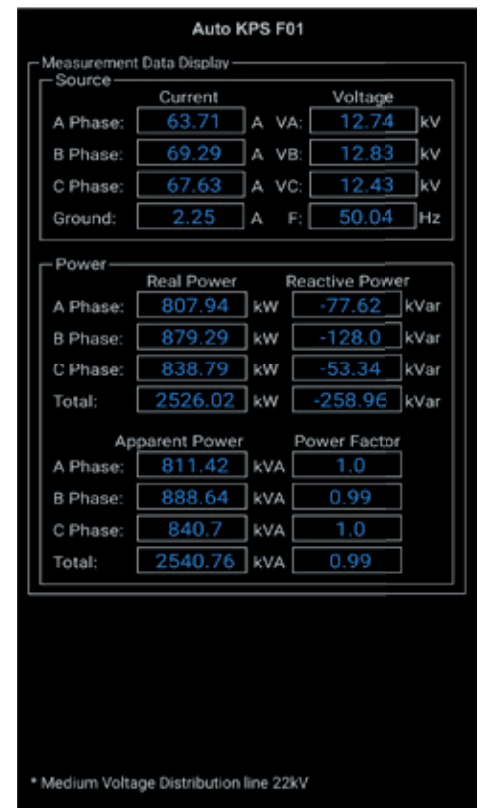 Auto KPS F01
Measurement Data Display
Source
Current Voltage
A Phase: 63.71 A VA: 12.74 kV
B Phase: 69.29 A VB: 12.83 kV
C Phase: 67.63 A VC: 12.43 kV
Ground: 2.25 A F: 50.04 Hz
Power
Real Power Reactive Power
A Phase: 807.94 kW -77.62 kVar
B Phase: 879.29 kW -128.0 kVar
C Phase: 838.79 kW -53.34 kVar
Total: 2526.02 kW -258.96 kVar
Apparent Power Power Factor
A Phase: 811.42 kVA 1.0
B Phase: 888.64 kVA 0.99
C Phase: 840.7 kVA 1.0
Total: 2540.76 kVA 0.99
* Medium Voltage Distribution line 22kV